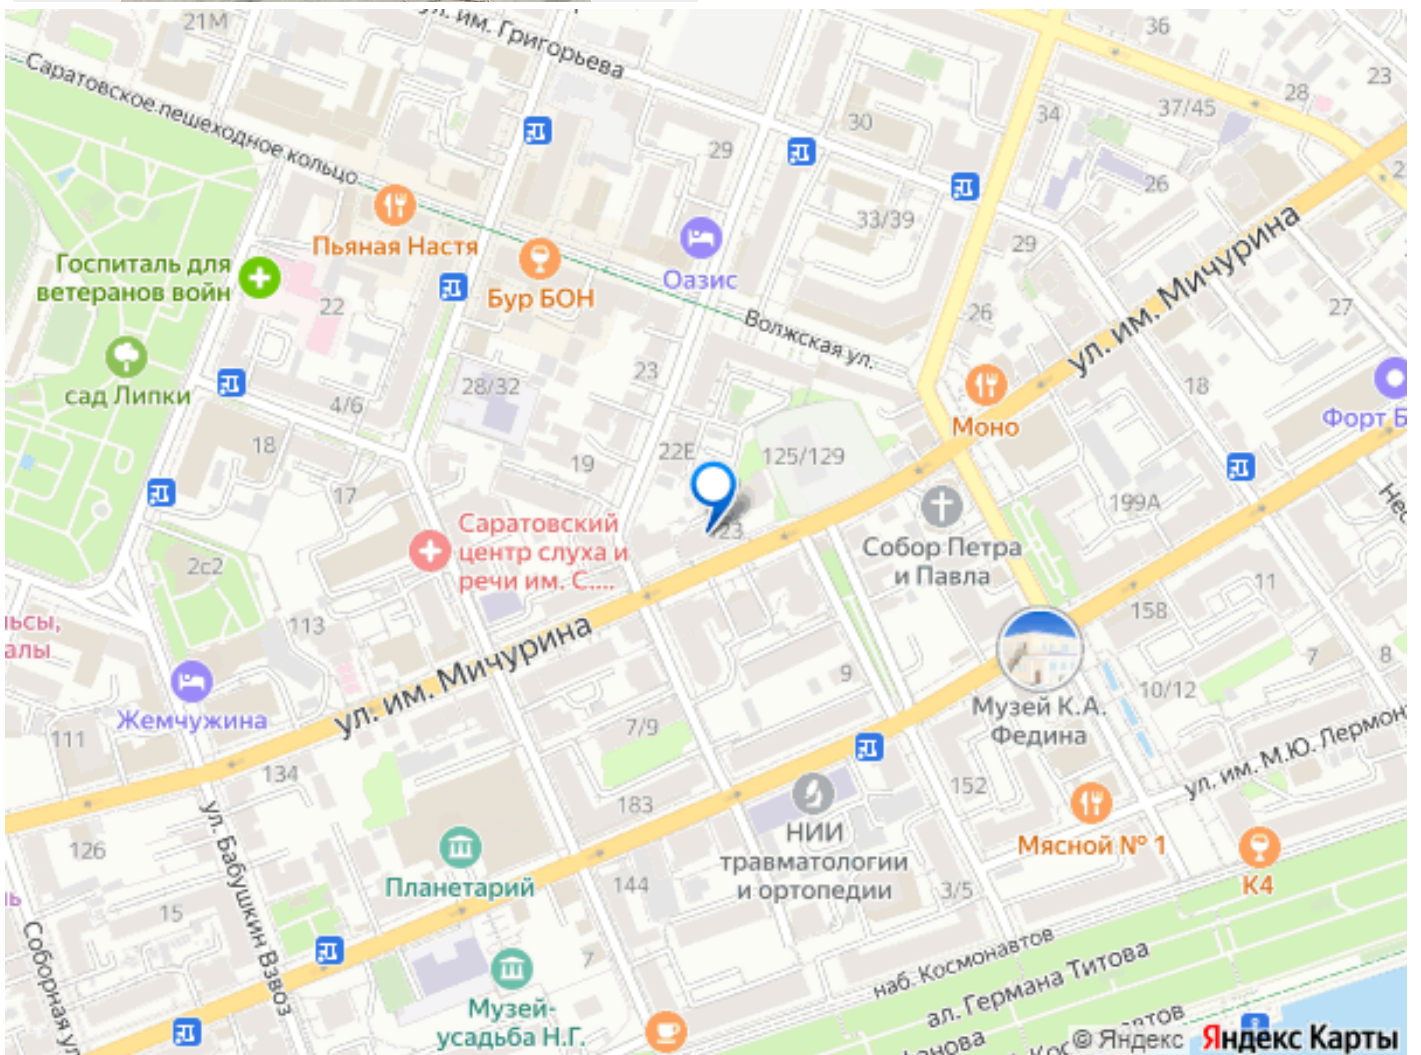 21М
ул. им. Григорьева
36
23
28
37/45
34
30
29
26
Саратовское пешеходное кольцо
33/39
29
Пьяная Настя
Бур БОН
Оазис
Госпиталь для
ветеранов войн
22
26
27
ул. им. Мичурина
Волжская ул.
сад Липки
4/6
28/32
23
18
Моно
Форт Б
18
22Е
125/129
19
17
199А
Саратовский
центр слуха и
речи им. С....
Собор Петра
и Павла
2с2
11
158
113
ьсы,
алы
ул. им. Мичурина
9
7
8
10/12
Жемчужина
Музей К.А.
Федина
7/9
111
134
ул. им. М.Ю. Лермон
152
183
НИИ
травматологии
и ортопедии
Мясной № 1
126
ул. Бабушкин Взвоз
Планетарий
144
3/5
К4
15
Соборная ул
наб. Космонавтов
ал. Германа Титова
7
Музей-
усадьба Н.Г.
© Яндекс Яндекс Карты